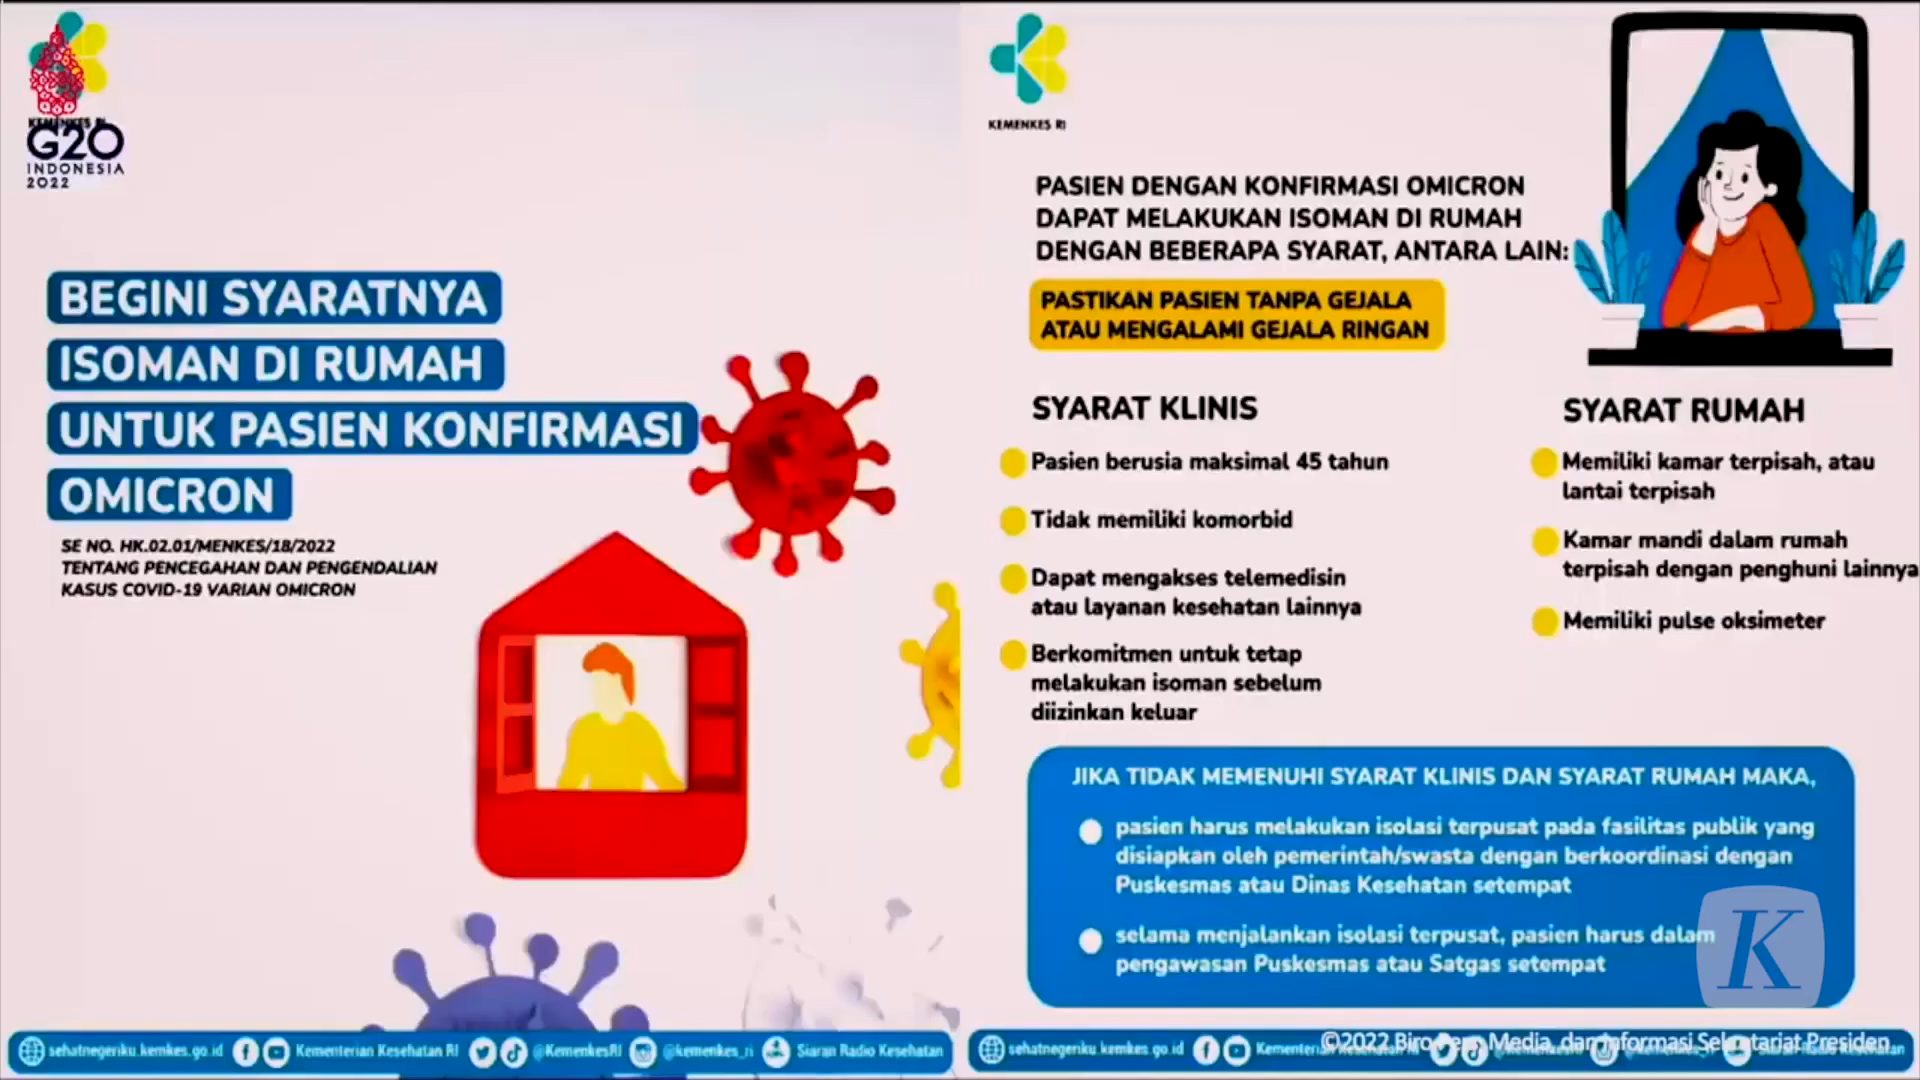 KEMENKES RI
G20
INDONESIA
2022
BEGINI SYARATNYA
ISOMAN DI RUMAH
UNTUK PASIEN KONFIRMASI
OMICRON
SE NO. HK.02.01/MENKES/18/2022
TENTANG PENCEGAHAN DAN PENGENDALIAN
KASUS COVID-19 VARIAN OMICRON
sehatnegeriku.kemkes.go.id
Kementerian Kesehatan RI
@KemenkesRI
@kemenkes_ri
Siaran Radio Kesehatan
KEMENKES RI
PASIEN DENGAN KONFIRMASI OMICRON
DAPAT MELAKUKAN ISOMAN DI RUMAH
DENGAN BEBERAPA SYARAT, ANTARA LAIN:
PASTIKAN PASIEN TANPA GEJALA
ATAU MENGALAMI GEJALA RINGAN
SYARAT KLINIS
Pasien berusia maksimal 45 tahun
Tidak memiliki komorbid
Dapat mengakses telemedisin
atau layanan kesehatan lainnya
Berkomitmen untuk tetap
melakukan isoman sebelum
diizinkan keluar
SYARAT RUMAH
Memiliki kamar terpisah, atau
lantai terpisah
Kamar mandi dalam rumah
terpisah dengan penghuni lainnya
Memiliki pulse oksimeter
JIKA TIDAK MEMENUHI SYARAT KLINIS DAN SYARAT RUMAH MAKA,
pasien harus melakukan isolasi terpusat pada fasilitas publik yang
disiapkan oleh pemerintah/swasta dengan berkoordinasi dengan
Puskesmas atau Dinas Kesehatan setempat
selama menjalankan isolasi terpusat, pasien harus dalam
pengawasan Puskesmas atau Satgas setempat
K
sehatnegeriku.kemkes.go.id
©2022 Biro Pers, Media, dan Informasi Sekretariat Presiden